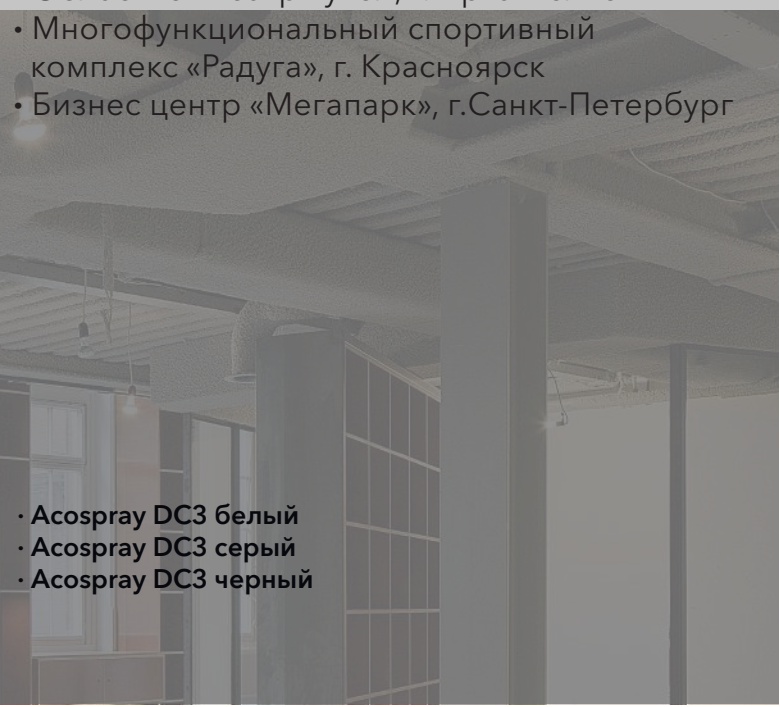 • Многофункциональный спортивный
комплекс «Радуга», г. Красноярск
• Бизнес центр «Мегапарк», г.Санкт-Петербург
· Acospray DC3 белый
· Acospray DC3 серый
· Acospray DC3 черный